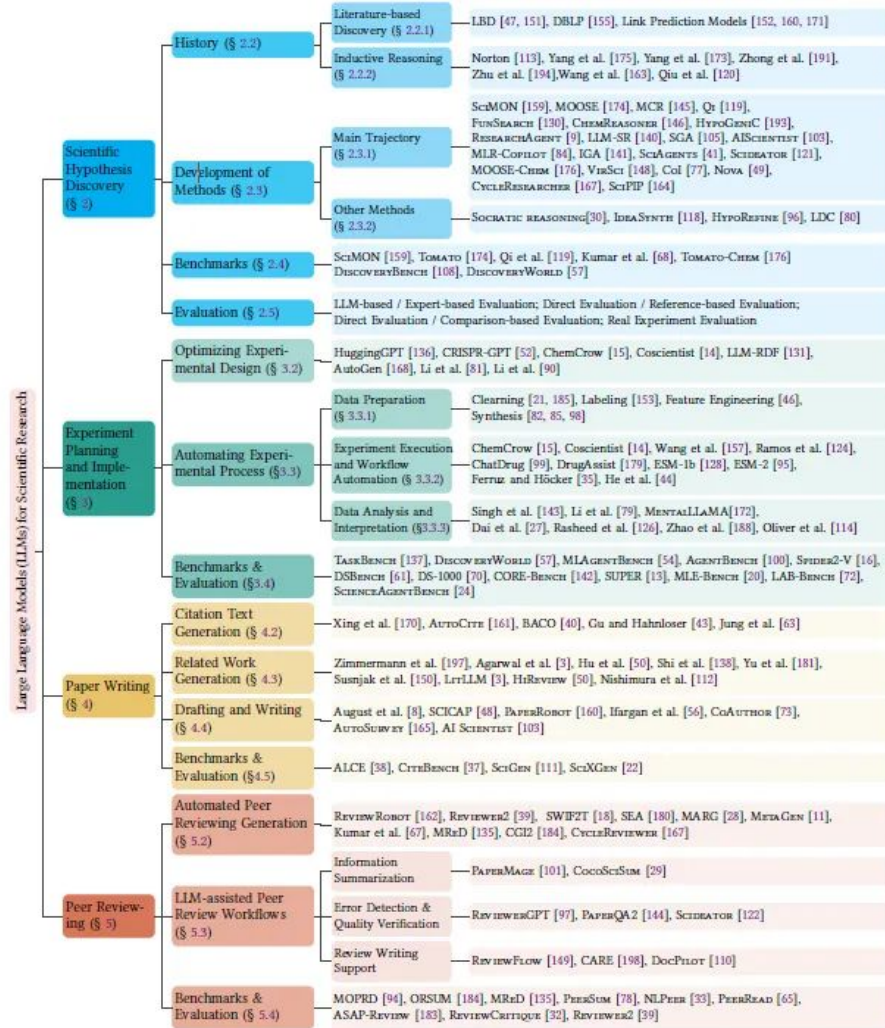 Large Language Models (LLMs) for Scientific Research
Scientific
Hypothesis
Discovery
(§ 2)
History (§ 2.2)
Literature-based
Discovery (§ 2.2.1)
LBD [47, 151], DBLP [155], Link Prediction Models [152, 160, 171]
Inductive Reasoning
(§ 2.2.2)
Norton [113], Yang et al. [175], Yang et al. [173], Zhong et al. [191],
Zhu et al. [194],Wang et al. [163], Qiu et al. [120]
Development of
Methods (§ 2.3)
Main Trajectory
(§ 2.3.1)
SciMON [159], MOOSE [174], MCR [145], Qi [119],
FunSearch [130], ChemReasoner [146], HypoGeniC [193],
ResearchAgent [9], LLM-SR [140], SGA [105], AIScientist [103],
MLR-Copilot [84], IGA [141], SciAgents [41], Scideator [121],
MOOSE-Chem [176], VirSci [148], CoI [77], Nova [49],
CycleResearcher [167], SciPIP [164]
Other Methods
(§ 2.3.2)
Socratic reasoning[30], IdeaSynth [118], HypoRefine [96], LDC [80]
Benchmarks (§ 2.4)
SciMON [159], Tomato [174], Qi et al. [119], Kumar et al. [68], Tomato-Chem [176]
DiscoveryBench [108], DiscoveryWorld [57]
Evaluation (§ 2.5)
LLM-based / Expert-based Evaluation; Direct Evaluation / Reference-based Evaluation;
Direct Evaluation / Comparison-based Evaluation; Real Experiment Evaluation
Experiment
Planning
and Imple-
mentation
(§ 3)
Optimizing Experi-
mental Design (§ 3.2)
HuggingGPT [136], CRISPR-GPT [52], ChemCrow [15], Coscientist [14], LLM-RDF [131],
AutoGen [168], Li et al. [81], Li et al. [90]
Automating Experi-
mental Process (§3.3)
Data Preparation
(§ 3.3.1)
Clearning [21, 185], Labeling [153], Feature Engineering [46],
Synthesis [82, 85, 98]
Experiment Execution
and Workflow
Automation (§ 3.3.2)
ChemCrow [15], Coscientist [14], Wang et al. [157], Ramos et al. [124],
ChatDrug [99], DrugAssist [179], ESM-1b [128], ESM-2 [95],
Ferruz and Höcker [35], He et al. [44]
Data Analysis and
Interpretation (§3.3.3)
Singh et al. [143], Li et al. [79], MentalLLaMA[172],
Dai et al. [27], Rasheed et al. [126], Zhao et al. [188], Oliver et al. [114]
Benchmarks &
Evaluation (§3.4)
TaskBench [137], DiscoveryWorld [57], MLAgentBench [54], AgentBench [100], Spider2-V [16],
DSBench [61], DS-1000 [70], CORE-Bench [142], SUPER [13], MLE-Bench [20], LAB-Bench [72],
ScienceAgentBench [24]
Paper Writing
(§ 4)
Citation Text
Generation (§ 4.2)
Xing et al. [170], AutoCite [161], BACO [40], Gu and Hahnloser [43], Jung et al. [63]
Related Work
Generation (§ 4.3)
Zimmermann et al. [197], Agarwal et al. [3], Hu et al. [50], Shi et al. [138], Yu et al. [181],
Susnjak et al. [150], LitLLM [3], HiReview [50], Nishimura et al. [112]
Drafting and Writing
(§ 4.4)
August et al. [8], SCICAP [48], PaperRobot [160], Ifargan et al. [56], CoAuthor [73],
AutoSurvey [165], AI Scientist [103]
Benchmarks &
Evaluation (§4.5)
ALCE [38], CiteBench [37], SciGen [111], SciXGen [22]
Peer Review-
ing (§ 5)
Automated Peer
Reviewing Generation
(§ 5.2)
ReviewRobot [162], Reviewer2 [39], SWIF2T [18], SEA [180], MARG [28], MetaGen [11],
Kumar et al. [67], MReD [135], CGI2 [184], CycleReviewer [167]
LLM-assisted Peer
Review Workflows
(§ 5.3)
Information
Summarization
PaperMage [101], CocoSciSum [29]
Error Detection &
Quality Verification
ReviewerGPT [97], PaperQA2 [144], Scideator [122]
Review Writing
Support
ReviewFlow [149], CARE [198], DocPilot [110]
Benchmarks &
Evaluation (§ 5.4)
MOPRD [94], ORSUM [184], MReD [135], PeerSum [78], NLPeer [33], PeerRead [65],
ASAP-Review [183], ReviewCritique [32], Reviewer2 [39]